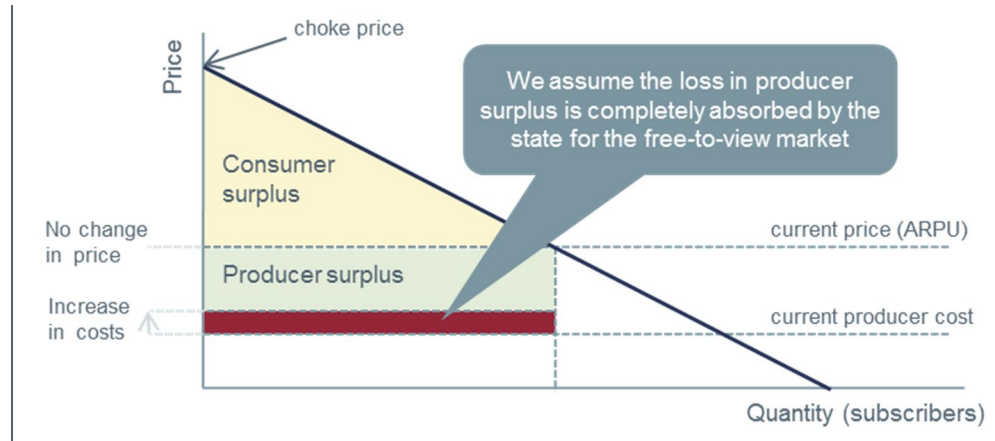 choke price
Price
We assume the loss in producer
surplus is completely absorbed by the
state for the free-to-view market
Consumer
surplus
No change
in price
current price (ARPU)
Producer surplus
Increase
in costs
current producer cost
Quantity (subscribers)